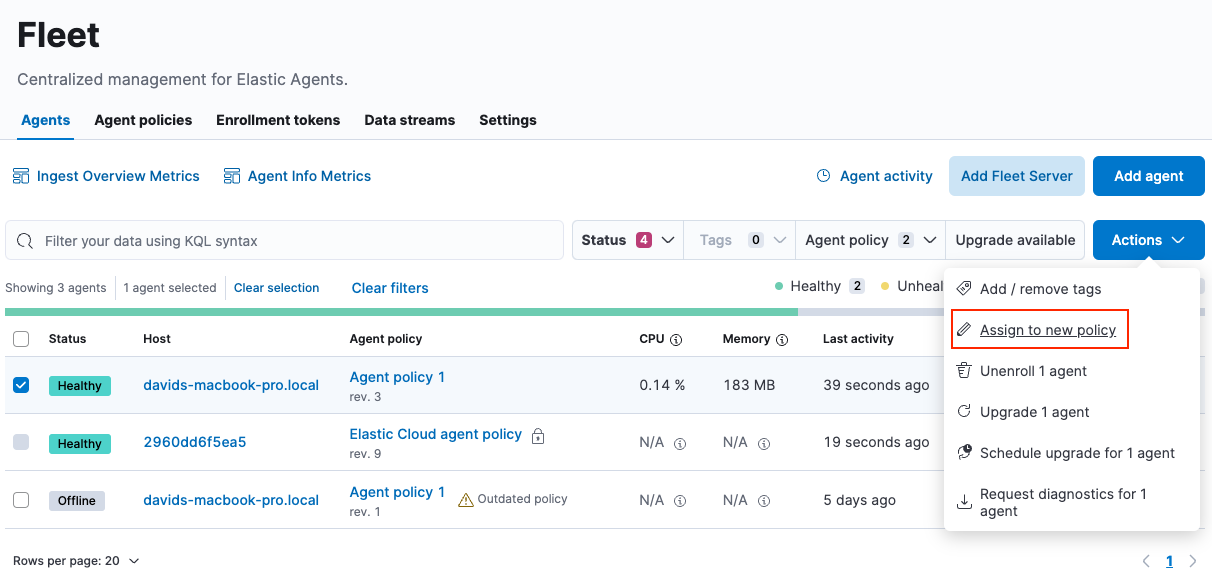 Fleet
Centralized management for Elastic Agents.
Agents Agent policies Enrollment tokens Data streams Settings
Ingest Overview Metrics Agent Info Metrics Agent activity Add Fleet Server Add agent
Filter your data using KQL syntax Status 4 Tags 0 Agent policy 2 Upgrade available Actions
Showing 3 agents 1 agent selected Clear selection Clear filters Healthy 2
Add / remove tags
Assign to new policy
Unenroll 1 agent
Upgrade 1 agent
Schedule upgrade for 1 agent
Request diagnostics for 1
agent
Status Host Agent policy CPU Memory Last activity
Healthy davids-macbook-pro.local Agent policy 1 0.14 % 183 MB 39 seconds ago
rev. 3
Healthy 2960dd6f5ea5 Elastic Cloud agent policy N/A N/A 19 seconds ago
rev. 9
Offline davids-macbook-pro.local Agent policy 1 Outdated policy N/A N/A 5 days ago
rev. 1
Rows per page: 20 1